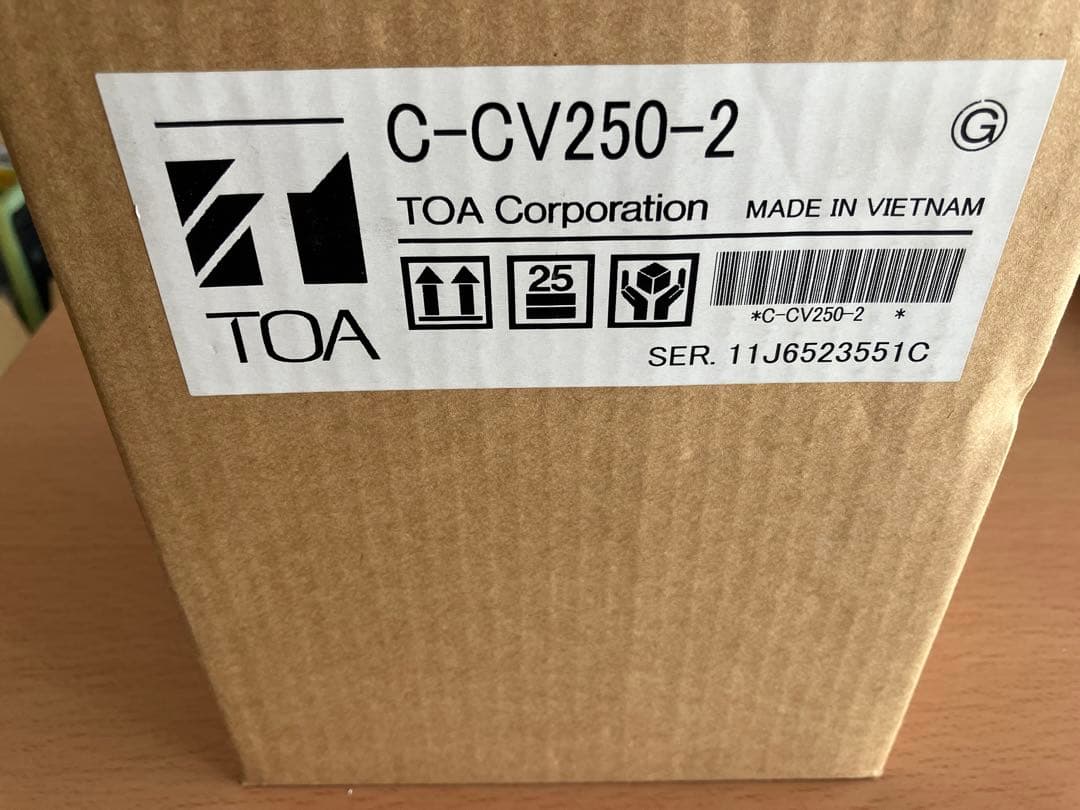 C-CV250-2
G
TOA Corporation MADE IN VIETNAM
25
*C-CV250-2 *
SER. 11J6523551C
TOA